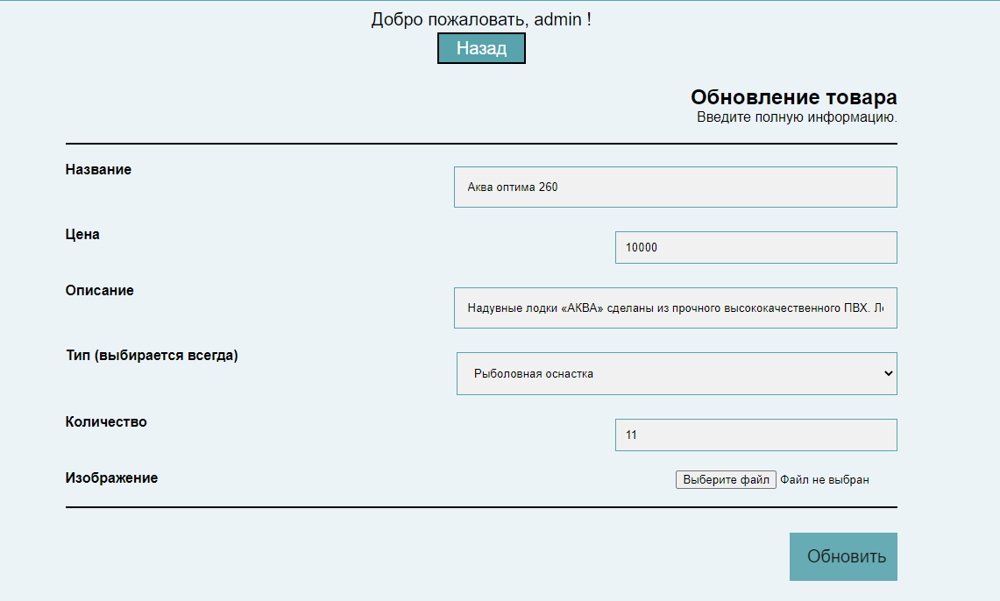 Добро пожаловать, admin !
Назад
Обновление товара
Введите полную информацию.
Название
Аква оптима 260
Цена
10000
Описание
Надувные лодки «АКВА» сделаны из прочного высококачественного ПВХ.
Тип (выбирается всегда)
Рыболовная оснастка
Количество
11
Изображение
Выберите файл Файл не выбран
Обновить